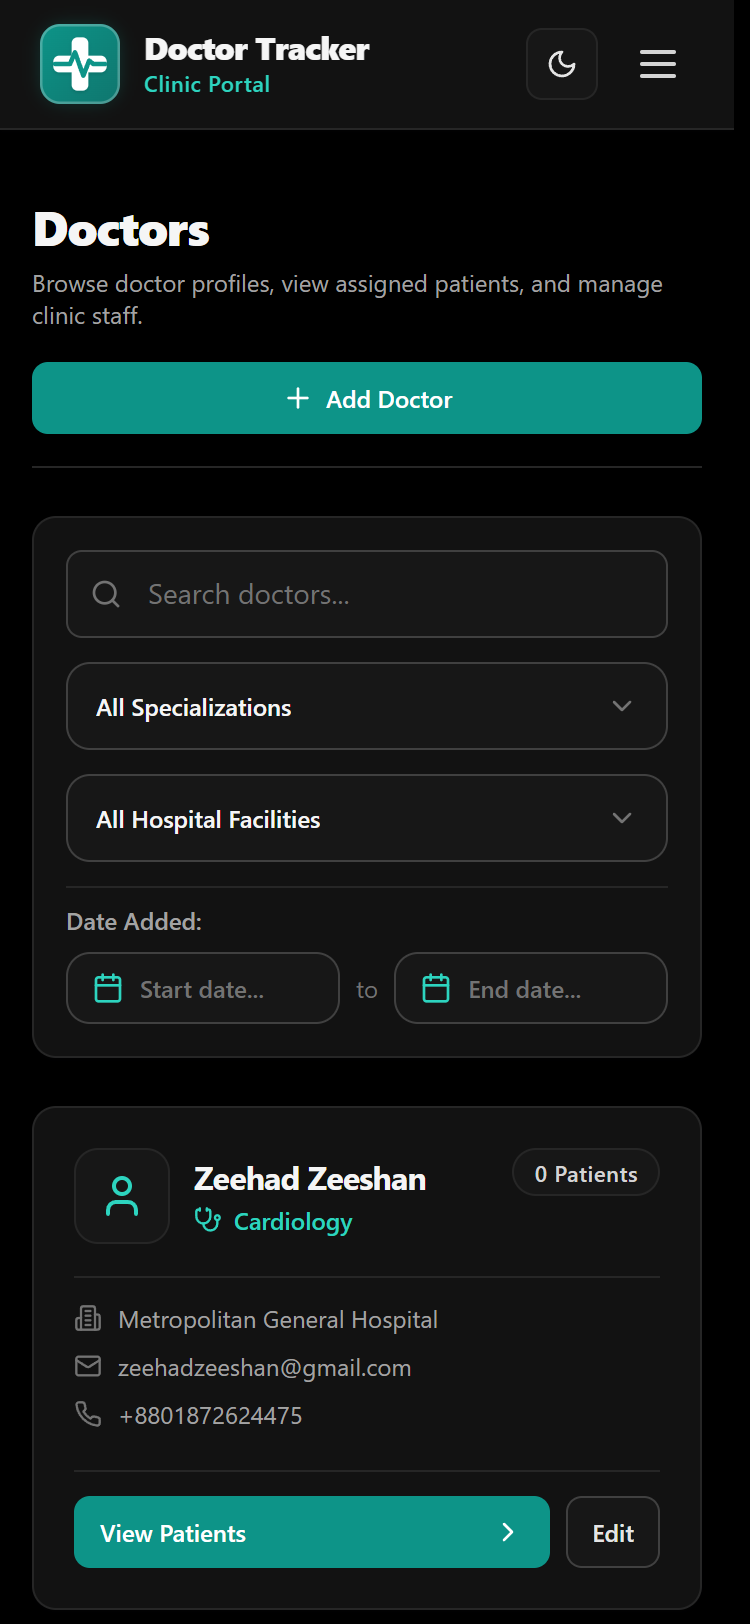 Doctor Tracker
Clinic Portal
Doctors
Browse doctor profiles, view assigned patients, and manage
clinic staff.
Add Doctor
Search doctors...
All Specializations
All Hospital Facilities
Date Added:
Start date... to End date...
Zeehad Zeeshan
0 Patients
Cardiology
Metropolitan General Hospital
zeehadzeeshan@gmail.com
+8801872624475
View Patients
Edit